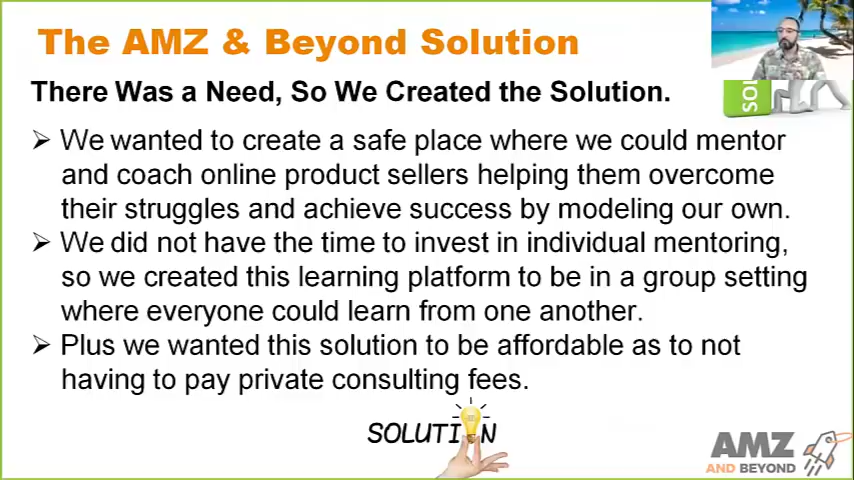 The AMZ & Beyond Solution
There Was a Need, So We Created the Solution.
SOL
➢ We wanted to create a safe place where we could mentor
and coach online product sellers helping them overcome
their struggles and achieve success by modeling our own.
➢ We did not have the time to invest in individual mentoring,
so we created this learning platform to be in a group setting
where everyone could learn from one another.
➢ Plus we wanted this solution to be affordable as to not
having to pay private consulting fees.
SOLUTI N
AMZ
AND BEYOND